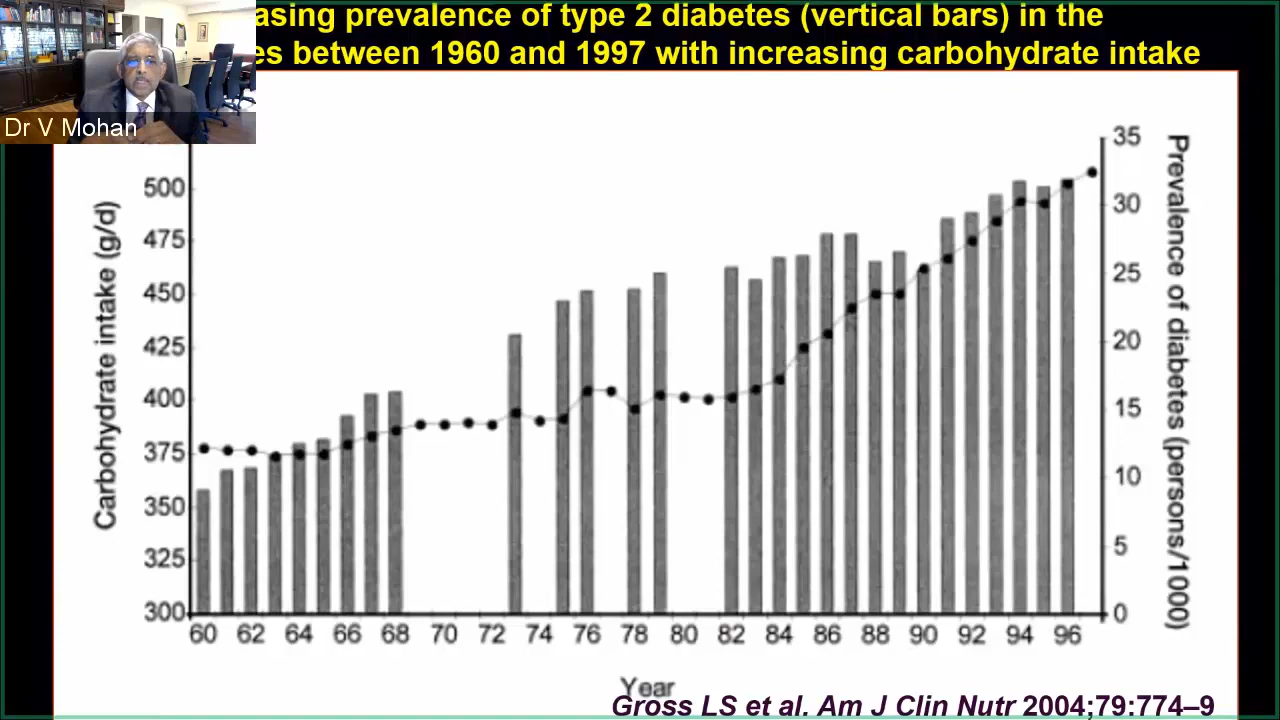 asing prevalence of type 2 diabetes (vertical bars) in the
es between 1960 and 1997 with increasing carbohydrate intake
Dr V Mohan
Carbohydrate intake (g/d)
500
475
450
425
400
375
350
325
300
35
30
25
20
15
10
5
0
Prevalence of diabetes (persons/1000)
60 62 64 66 68 70 72 74 76 78 80 82 84 86 88 90 92 94 96
Year
Gross LS et al. Am J Clin Nutr 2004;79:774–9